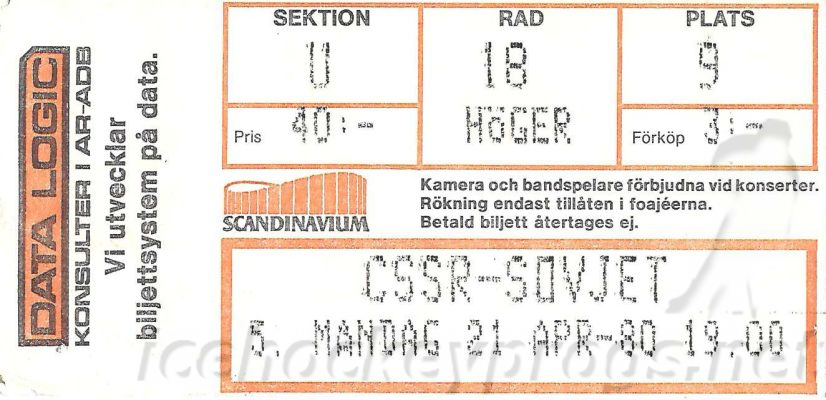 DATA LOGIC
KONSULTER I AR-ADB
Vi utvecklar
biljettsystem på data.
SEKTION RAD PLATS
U 18 9
Pris 40:- HÖGER Förköp 3:-
SCANDINAVIUM
Kamera och bandspelare förbjudna vid konserter.
Rökning endast tillåten i foajéerna.
Betald biljett återtages ej.
CSSR-SOVJET
5. MANDAG 21 APR-80 19.00
icehockeyprogs.net